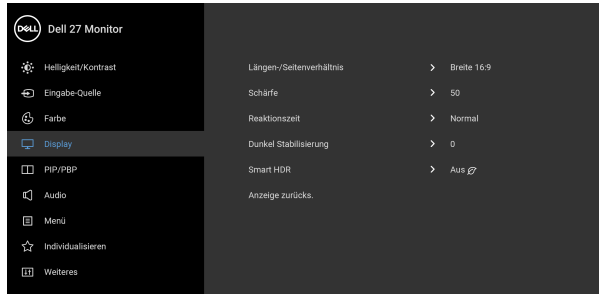 DELL Dell 27 Monitor
Helligkeit/Kontrast Längen-/Seitenverhältnis Breite 16:9
Eingabe-Quelle Schärfe 50
Farbe Reaktionszeit Normal
Display Dunkel Stabilisierung 0
PIP/PBP Smart HDR Aus
Audio Anzeige zurücks.
Menü
Individualisieren
Weiteres